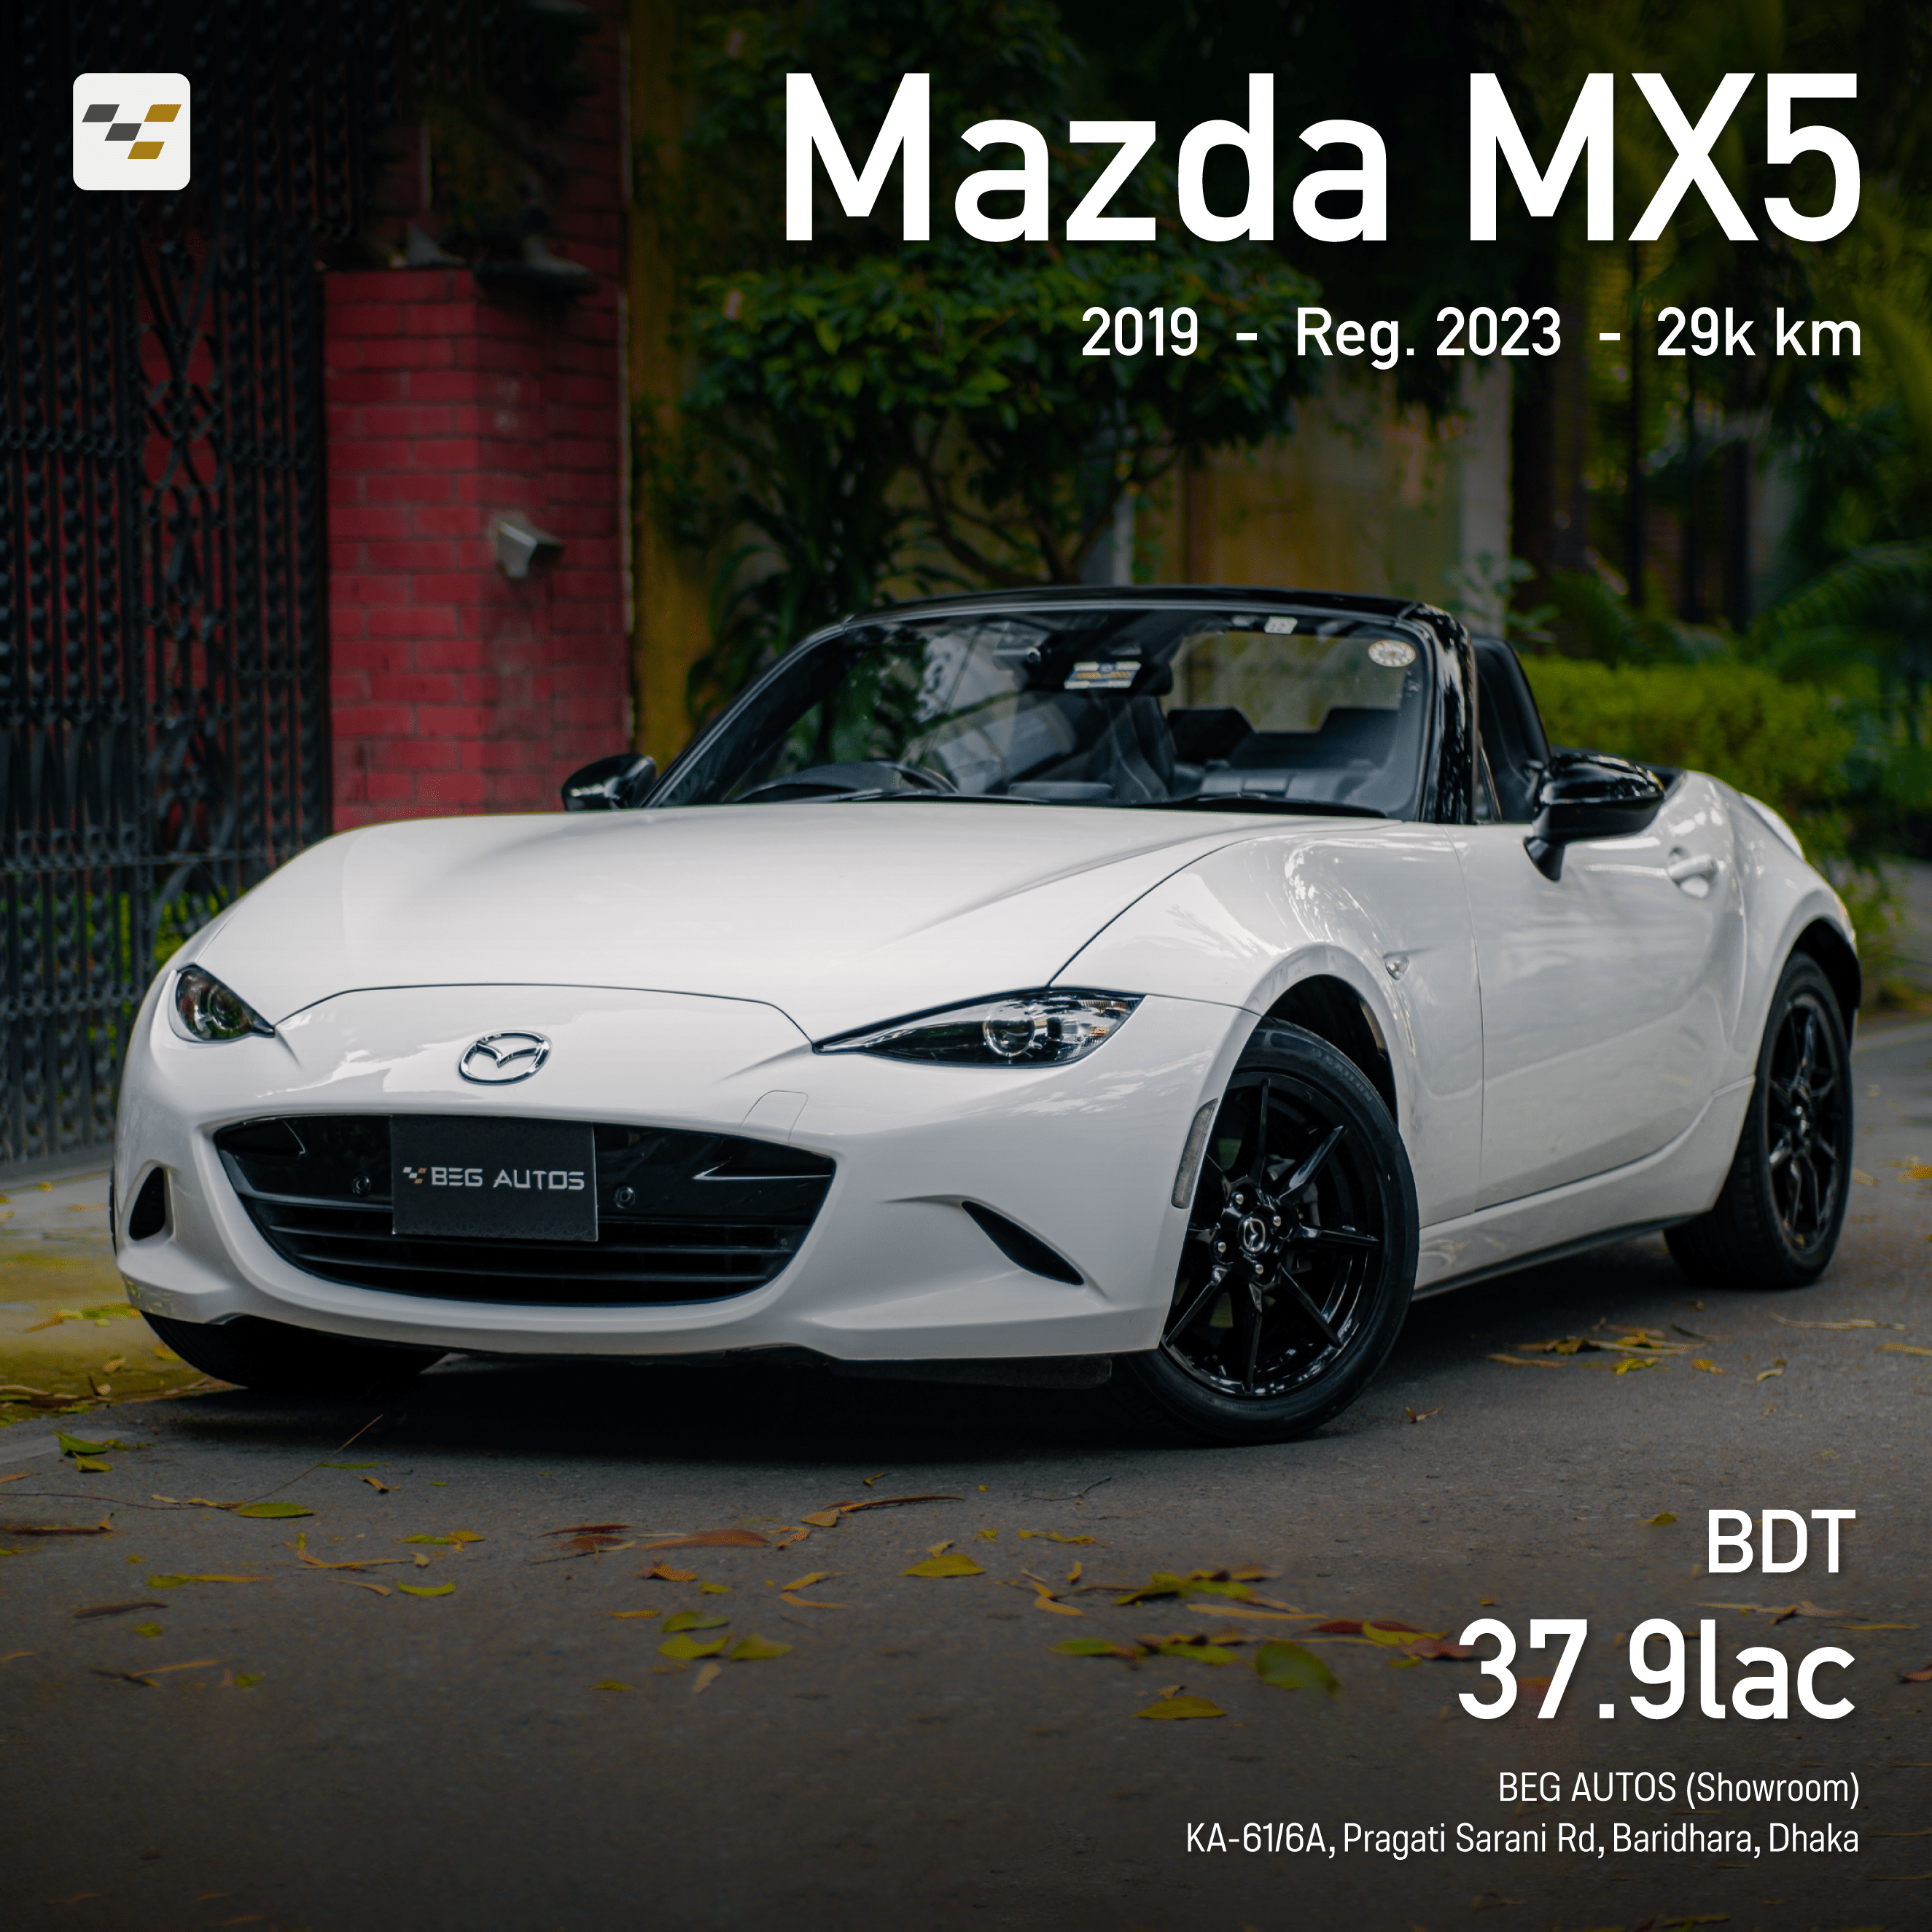 Mazda MX5
2019 - Reg. 2023 - 29k km
BEG AUTOS
BDT
37.9lac
BEG AUTOS (Showroom)
KA-61/6A, Pragati Sarani Rd, Baridhara, Dhaka